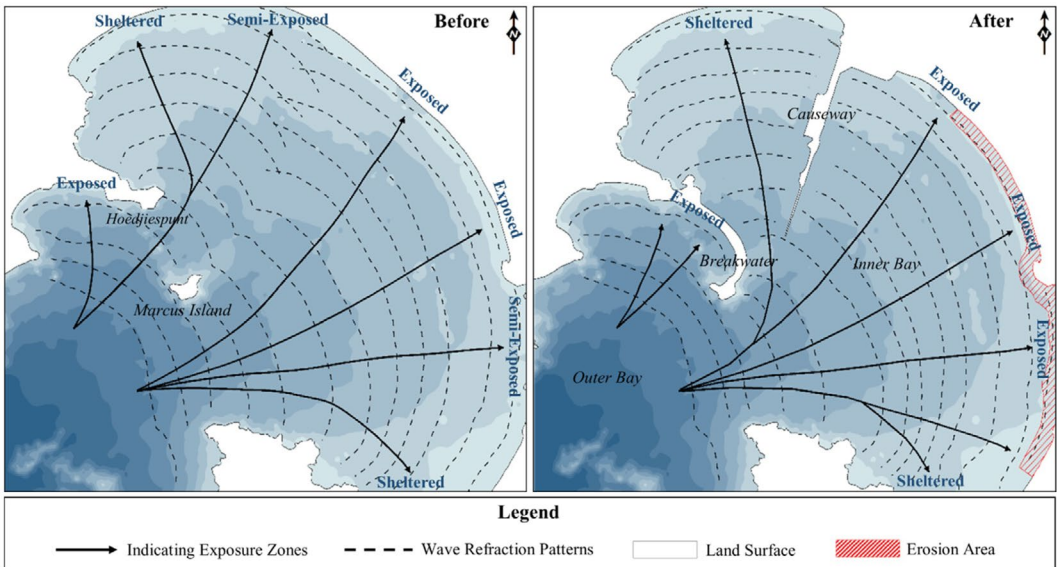 Before
Sheltered
Semi-Exposed
N
Exposed
Exposed
Hoedjiespunt
Exposed
Marcus Island
Semi-Exposed
Sheltered
After
Sheltered
N
Exposed
Causeway
Exposed
Exposed
Breakwater
Inner Bay
Exposed
Outer Bay
Sheltered
Legend
Indicating Exposure Zones
Wave Refraction Patterns
Land Surface
Erosion Area